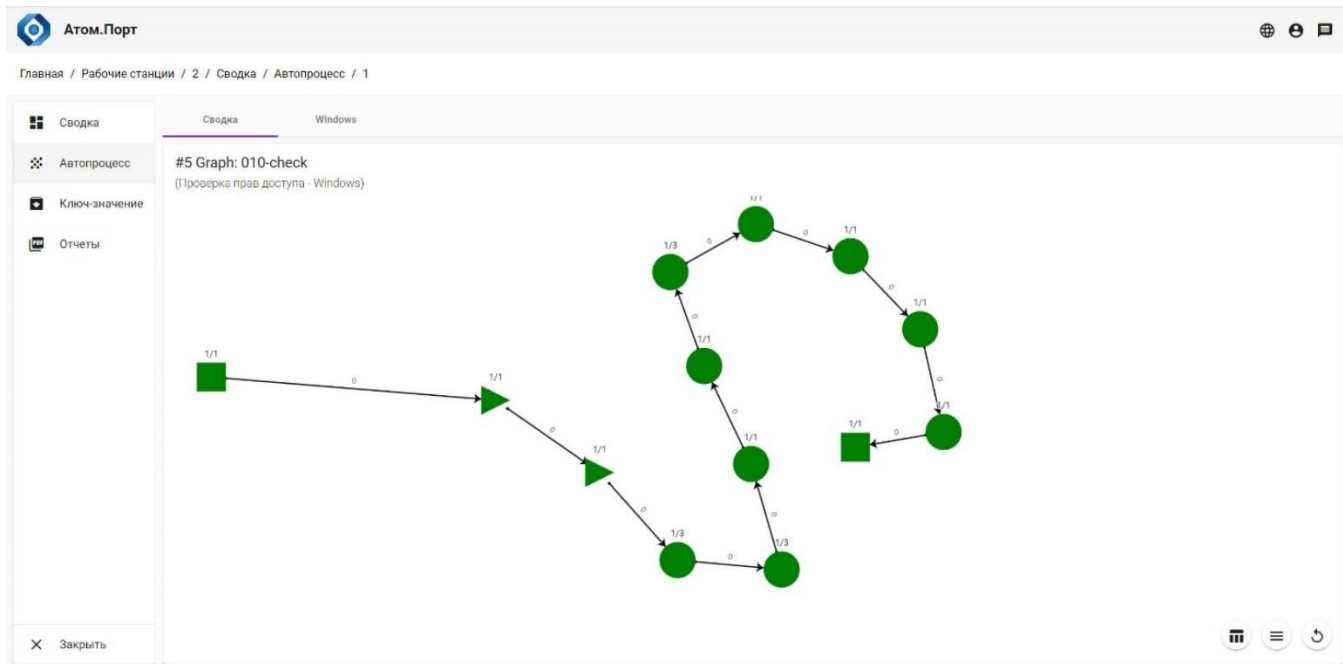 Атом.Порт
Главная / Рабочие станции / 2 / Сводка / Автопроцесс / 1
Сводка
Автопроцесс
Ключ-значение
Отчеты
Закрыть
Сводка Windows
#5 Graph: 010-check
(Проверка прав доступа - Windows)
1/1
0
1/1
0
1/1
0
1/3
0
1/3
0
1/1
0
1/1
0
1/3
0
1/1
0
1/1
0
1/1
0
1/1
0
1/1